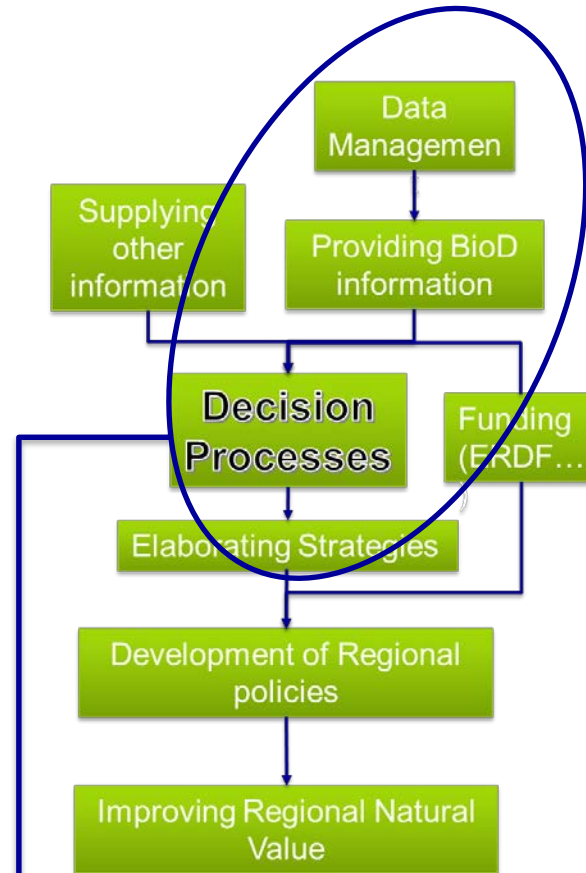 Data
Managemen
Supplying
other
information
Providing BioD
information
Decision
Processes
Funding
(ERDF…
)
Elaborating Strategies
Development of Regional
policies
Improving Regional Natural
Value